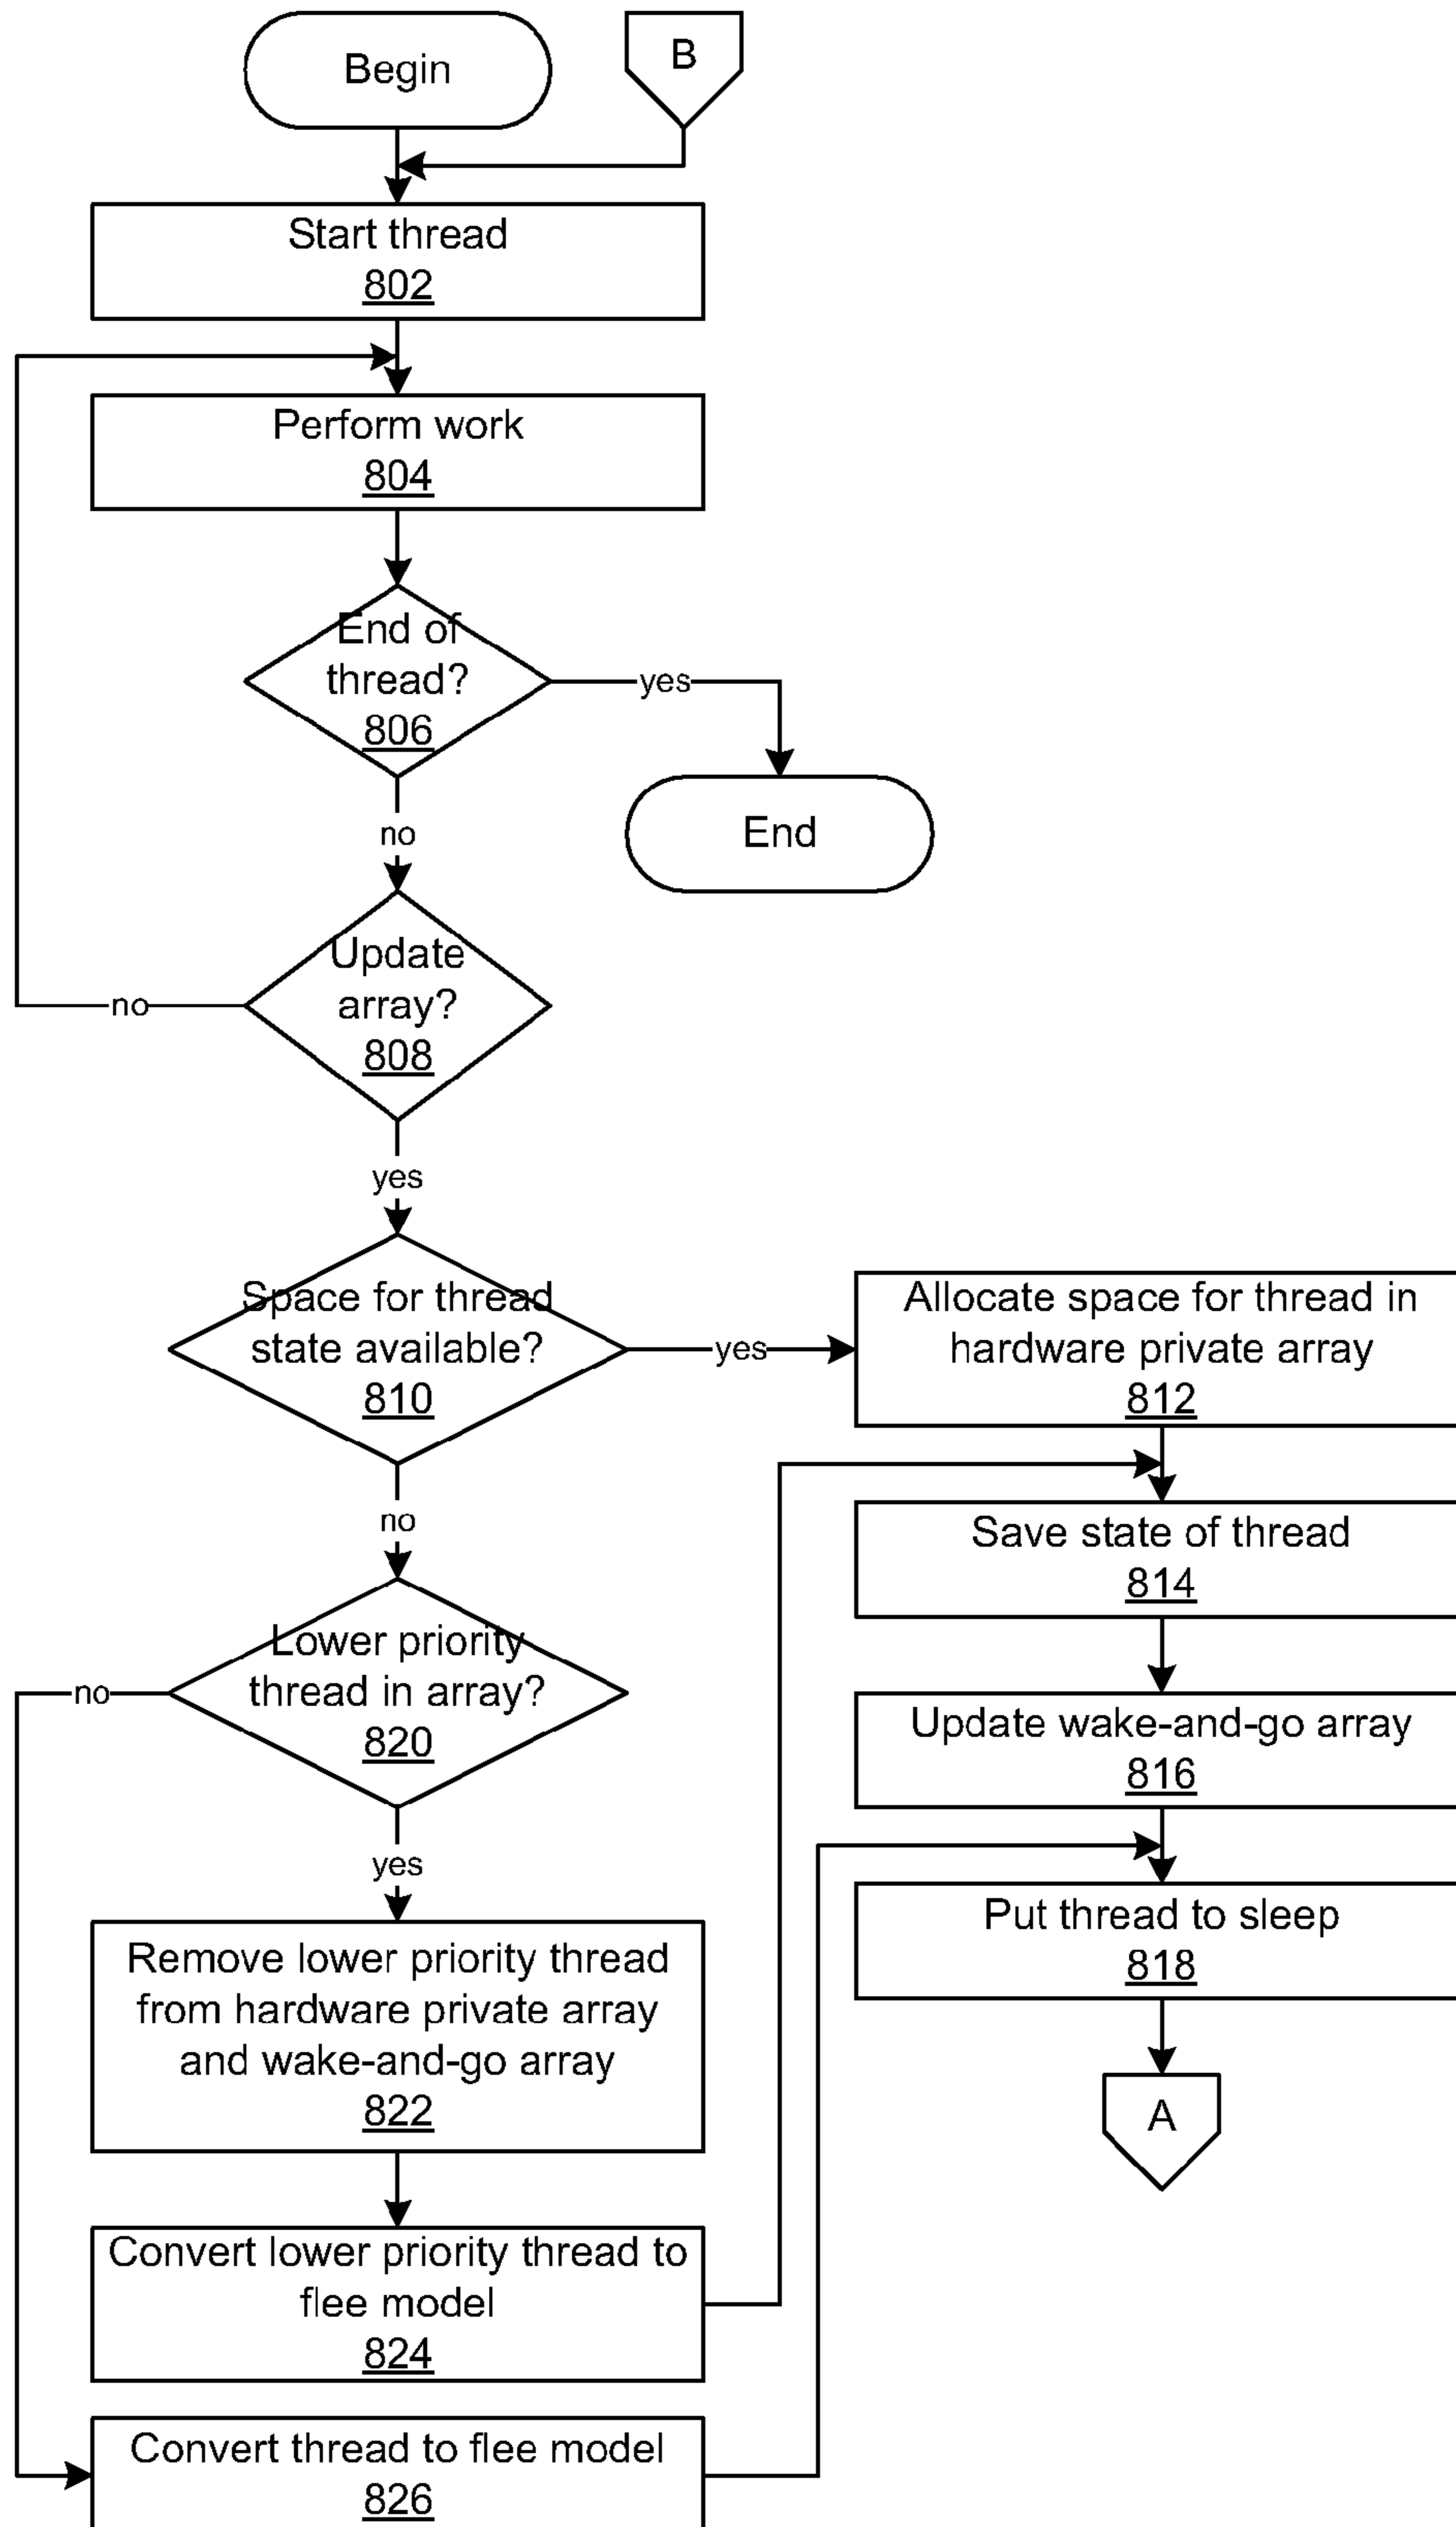 Begin
B
Start thread
802
Perform work
804
End of
thread?
806
yes
no
End
Update
array?
808
no
yes
Space for thread
state available?
810
yes
Allocate space for thread in
hardware private array
812
no
Save state of thread
814
Lower priority
thread in array?
820
no
Update wake-and-go array
816
yes
Put thread to sleep
818
Remove lower priority thread
from hardware private array
and wake-and-go array
822
A
Convert lower priority thread to
flee model
824
Convert thread to flee model
826